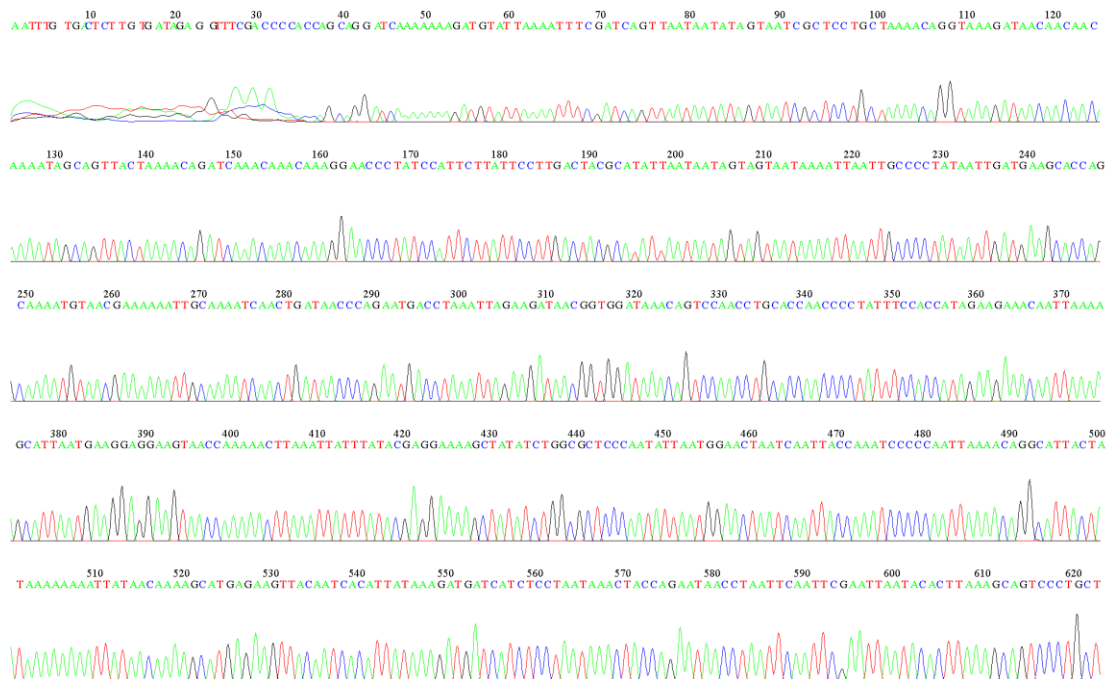 10 20 30 40 50 60 70 80 90 100 110 120
AATTTG TGACTCTTGTGATAGAG GTTTCGACCCCACCAGCAGGATCAAAAAAAGATGTATTAAAATTTCGATCAGTTAATAATATAGTAATCGCTCCTGCTAAAACAGGTAAAGATAACAACAAC
130 140 150 160 170 180 190 200 210 220 230 240
AAAATAGCAGTTACTAAAACAGATCAAACAAACAAAGGAACCCTATCCATTCTTATTCCTTGACTACGCATATTAATAATAGTAGTAATAAAATTAATTGCCCCTATAATTGATGAAGCACCAG
250 260 270 280 290 300 310 320 330 340 350 360 370
CAAAATGTAACGAAAAAATTGCAAAATCAACTGATAACCCAGAATGACCTAAATTAGAAGATAACGGTGGATAAACAGTCCAACCTGCACCAACCCCTATTTCCACCATAGAAGAAACAATTAAAA
380 390 400 410 420 430 440 450 460 470 480 490 500
GCATTAATGAAGGAGGAAGTAACCAAAAACTTAAATTATTTATACGAGGAAAAGCTATATCTGGCGCTCCCAATATTAATGGAACTAATCAATTACCAAATCCCCCAATTAAAACAGGCATTACTA
510 520 530 540 550 560 570 580 590 600 610 620
TAAAAAAAATTATAACAAAAGCATGAGAAGTTACAATCACATTATAAAGATGATCATCTCCTAATAAACTACCAGAATAACCTAATTCAATTCGAATTAATACACTTAAAGCAGTCCCTGCT